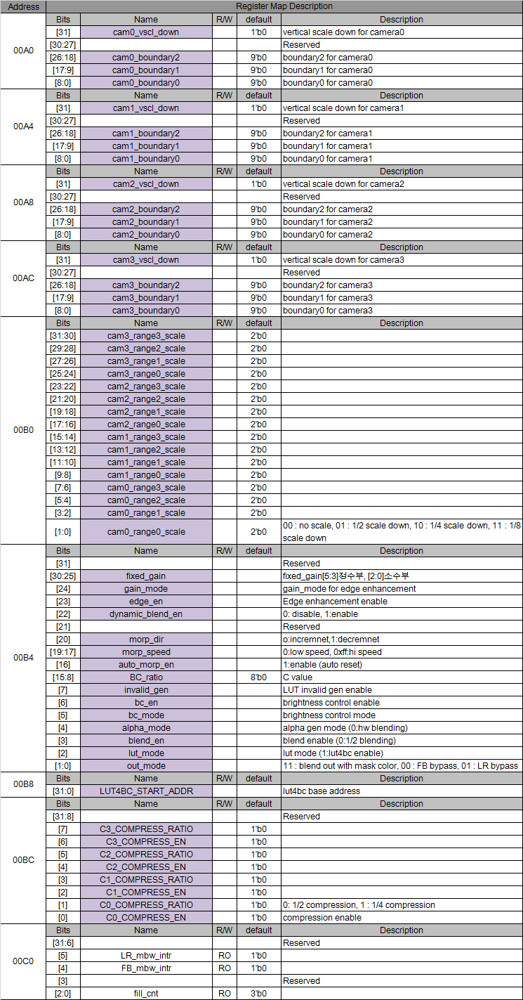 Address Register Map Description
00A0
Bits Name R/W default Description
[31] cam0_vscl_down 1'b0 vertical scale down for camera0
[30:27] Reserved
[26:18] cam0_boundary2 9'b0 boundary2 for camera0
[17:9] cam0_boundary1 9'b0 boundary1 for camera0
[8:0] cam0_boundary0 9'b0 boundary0 for camera0
00A4
Bits Name R/W default Description
[31] cam1_vscl_down 1'b0 vertical scale down for camera1
[30:27] Reserved
[26:18] cam1_boundary2 9'b0 boundary2 for camera1
[17:9] cam1_boundary1 9'b0 boundary1 for camera1
[8:0] cam1_boundary0 9'b0 boundary0 for camera1
00A8
Bits Name R/W default Description
[31] cam2_vscl_down 1'b0 vertical scale down for camera2
[30:27] Reserved
[26:18] cam2_boundary2 9'b0 boundary2 for camera2
[17:9] cam2_boundary1 9'b0 boundary1 for camera2
[8:0] cam2_boundary0 9'b0 boundary0 for camera2
00AC
Bits Name R/W default Description
[31] cam3_vscl_down 1'b0 vertical scale down for camera3
[30:27] Reserved
[26:18] cam3_boundary2 9'b0 boundary2 for camera3
[17:9] cam3_boundary1 9'b0 boundary1 for camera3
[8:0] cam3_boundary0 9'b0 boundary0 for camera3
00B0
Bits Name R/W default Description
[31:30] cam3_range3_scale 2'b0
[29:28] cam3_range2_scale 2'b0
[27:26] cam3_range1_scale 2'b0
[25:24] cam3_range0_scale 2'b0
[23:22] cam2_range3_scale 2'b0
[21:20] cam2_range2_scale 2'b0
[19:18] cam2_range1_scale 2'b0
[17:16] cam2_range0_scale 2'b0
[15:14] cam1_range3_scale 2'b0
[13:12] cam1_range2_scale 2'b0
[11:10] cam1_range1_scale 2'b0
[9:8] cam1_range0_scale 2'b0
[7:6] cam0_range3_scale 2'b0
[5:4] cam0_range2_scale 2'b0
[3:2] cam0_range1_scale 2'b0
[1:0] cam0_range0_scale 2'b0 00 : no scale, 01 : 1/2 scale down, 10 : 1/4 scale down, 11 : 1/8
scale down
00B4
Bits Name R/W default Description
[31] Reserved
[30:25] fixed_gain fixed_gain[5:3]정수부, [2:0]소수부
[24] gain_mode gain_mode for edge enhancement
[23] edge_en Edge enhancement enable
[22] dynamic_blend_en 0: disable, 1:enable
[21] Reserved
[20] morp_dir o:incremnet,1:decremnet
[19:17] morp_speed 0:low speed, 0xff:hi speed
[16] auto_morp_en 1:enable (auto reset)
[15:8] BC_ratio 8'b0 C value
[7] invalid_gen LUT invalid gen enable
[6] bc_en brightness control enable
[5] bc_mode brightness control mode
[4] alpha_mode alpha gen mode (0:hw blending)
[3] blend_en blend enable (0:1/2 blending)
[2] lut_mode lut mode (1:lut4bc enable)
[1:0] out_mode 11 : blend out with mask color, 00 : FB bypass, 01 : LR bypass
00B8
Bits Name R/W default Description
[31:0] LUT4BC_START_ADDR lut4bc base address
00BC
Bits Name R/W default Description
[31:8] Reserved
[7] C3_COMPRESS_RATIO 1'b0
[6] C3_COMPRESS_EN 1'b0
[5] C2_COMPRESS_RATIO 1'b0
[4] C2_COMPRESS_EN 1'b0
[3] C1_COMPRESS_RATIO 1'b0
[2] C1_COMPRESS_EN 1'b0
[1] C0_COMPRESS_RATIO 1'b0 0: 1/2 compression, 1 : 1/4 compression
[0] C0_COMPRESS_EN 1'b0 compression enable
00C0
Bits Name R/W default Description
[31:6] Reserved
[5] LR_mbw_intr RO 1'b0
[4] FB_mbw_intr RO 1'b0
[3] Reserved
[2:0] fill_cnt RO 3'b0